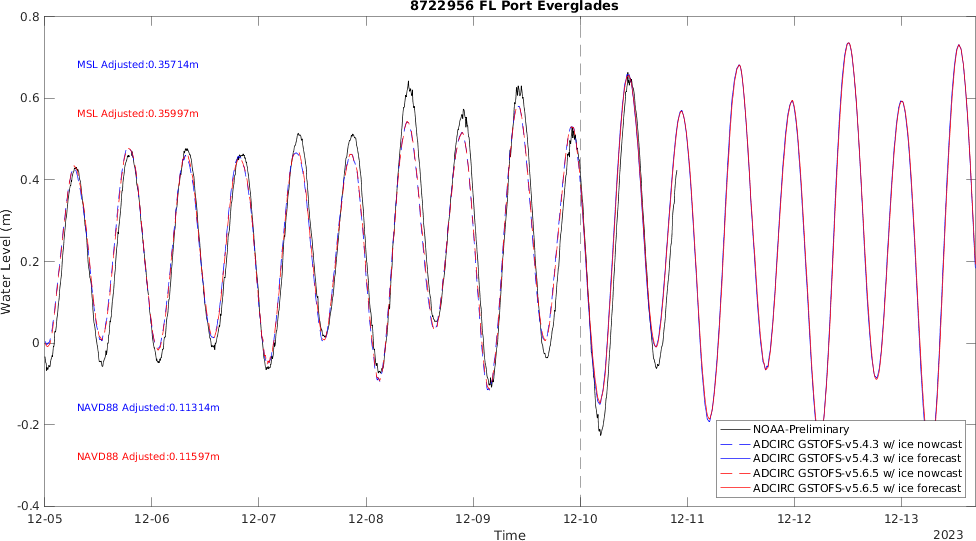 8722956 FL Port Everglades
0.8
MSL Adjusted:0.35714m
0.6
MSL Adjusted:0.35997m
0.4
0.2
Water Level (m)
0
NAVD88 Adjusted:0.11314m
-0.2
NAVD88 Adjusted:0.11597m
-0.4
NOAA-Preliminary
ADCIRC GSTOFS-v5.4.3 w/ ice nowcast
ADCIRC GSTOFS-v5.4.3 w/ ice forecast
ADCIRC GSTOFS-v5.6.5 w/ ice nowcast
ADCIRC GSTOFS-v5.6.5 w/ ice forecast
12-05 12-06 12-07 12-08 12-09 12-10 12-11 12-12 12-13
Time
2023